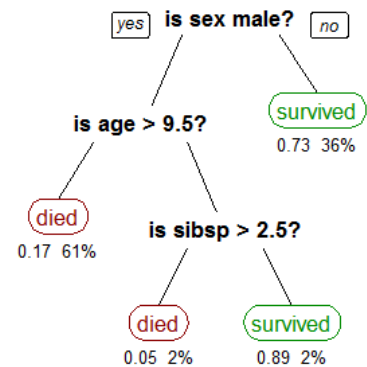 yes
is sex male?
no
survived
0.73 36%
is age > 9.5?
died
0.17 61%
is sibsp > 2.5?
died
0.05 2%
survived
0.89 2%